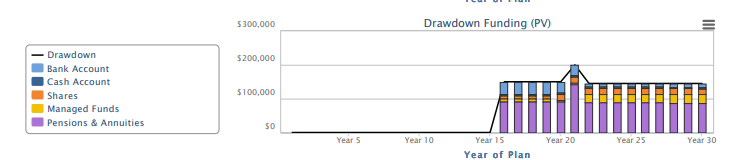 Year of Plan
Drawdown Funding (PV)
$300,000
$200,000
$100,000
$0
Drawdown
Bank Account
Cash Account
Shares
Managed Funds
Pensions & Annuities
Year 5 Year 10 Year 15 Year 20 Year 25 Year 30
Year of Plan